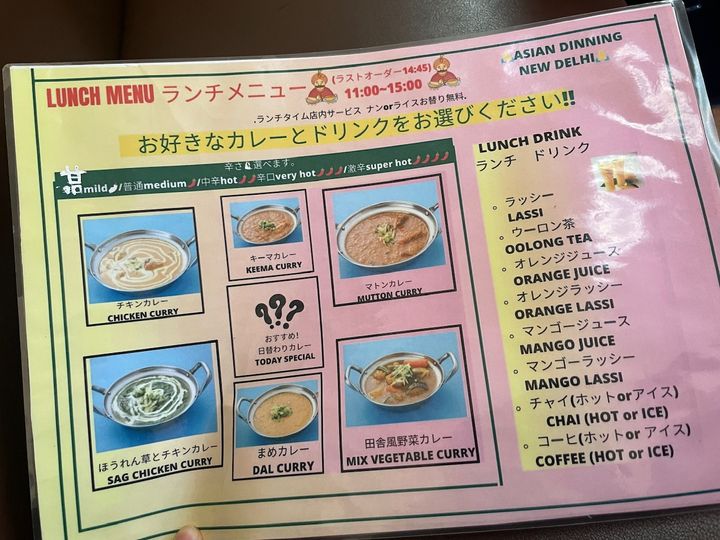 ASIAN DINNING
NEW DELHI
LUNCH MENU ランチメニュー
(ラストオーダー14:45)
11:00~15:00
.ランチタイム店内サービス ナンorライスお替り無料.
お好きなカレーとドリンクをお選びください!!
辛さ 選べます。
甘 mild/普通medium/中辛hot/辛口very hot/激辛super hot
チキンカレー
CHICKEN CURRY
キーマカレー
KEEMA CURRY
マトンカレー
MUTTON CURRY
???
おすすめ!
日替わりカレー
TODAY SPECIAL
ほうれん草とチキンカレー
SAG CHICKEN CURRY
まめカレー
DAL CURRY
田舎風野菜カレー
MIX VEGETABLE CURRY
LUNCH DRINK
ランチ ドリンク
。ラッシー
LASSI
。ウーロン茶
OOLONG TEA
。オレンジジュース
ORANGE JUICE
。オレンジラッシー
ORANGE LASSI
。マンゴージュース
MANGO JUICE
。マンゴーラッシー
MANGO LASSI
。チャイ(ホットorアイス)
CHAI (HOT or ICE)
。コーヒ(ホットor アイス)
COFFEE (HOT or ICE)